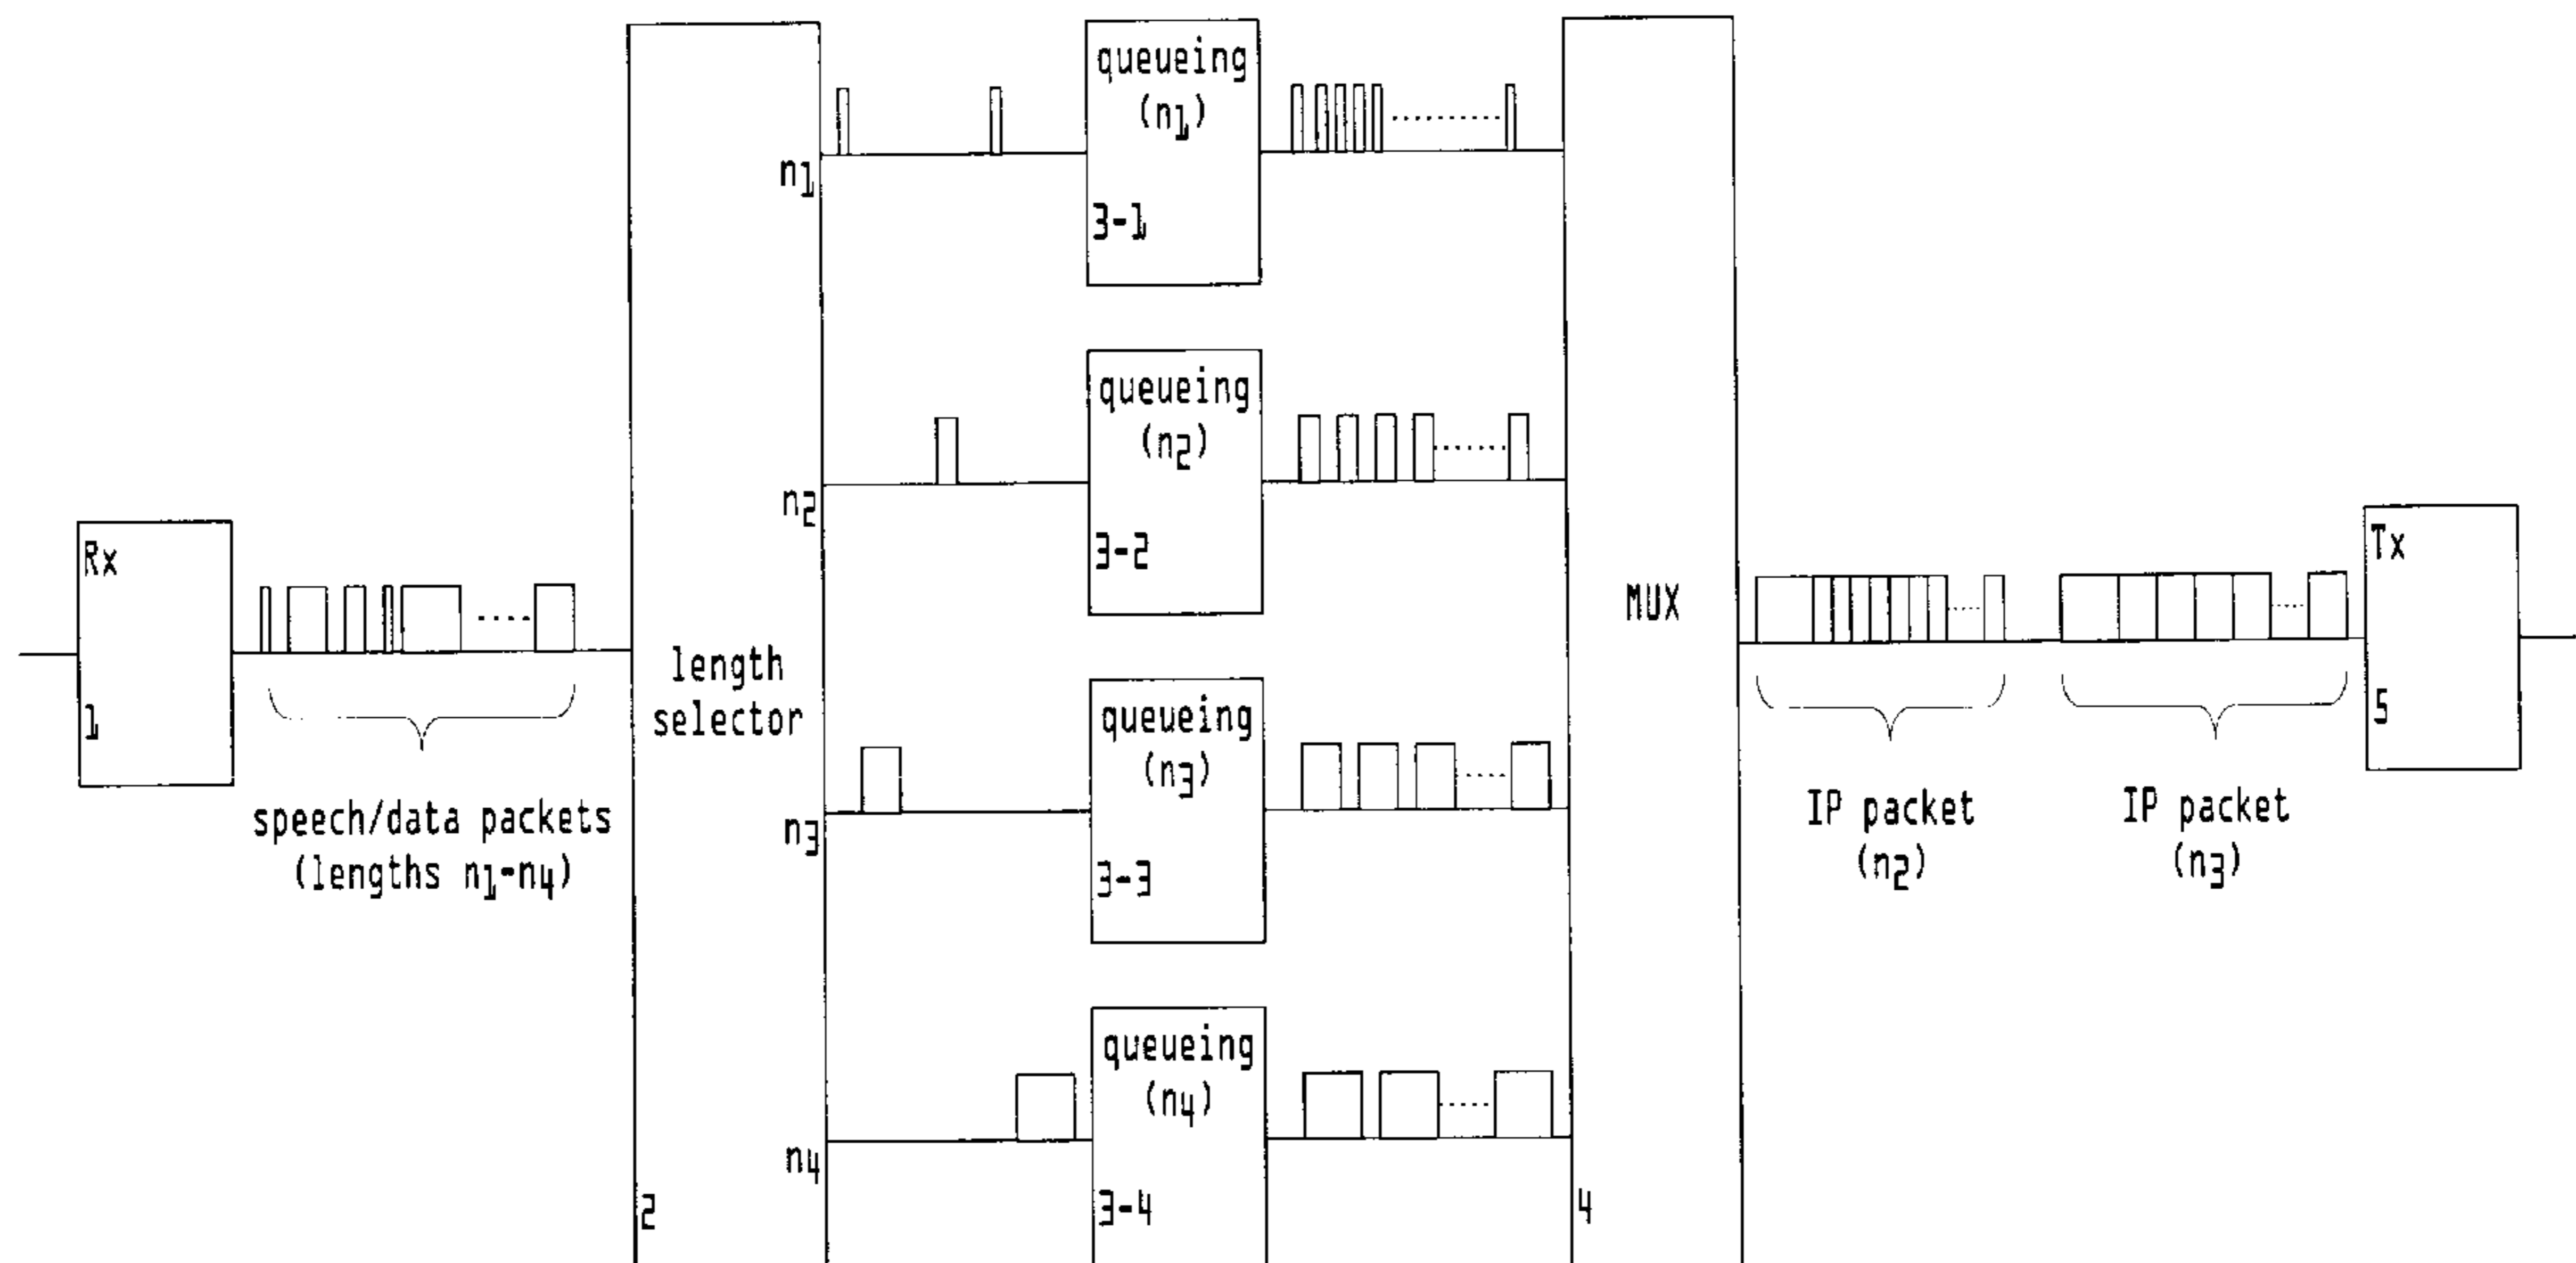 Rx
1
speech/data packets
(lengths n1-n4)
length
selector
2
n1
n2
n3
n4
queueing
(n1)
3-1
queueing
(n2)
3-2
queueing
(n3)
3-3
queueing
(n4)
3-4
MUX
4
IP packet
(n2)
IP packet
(n3)
Tx
5